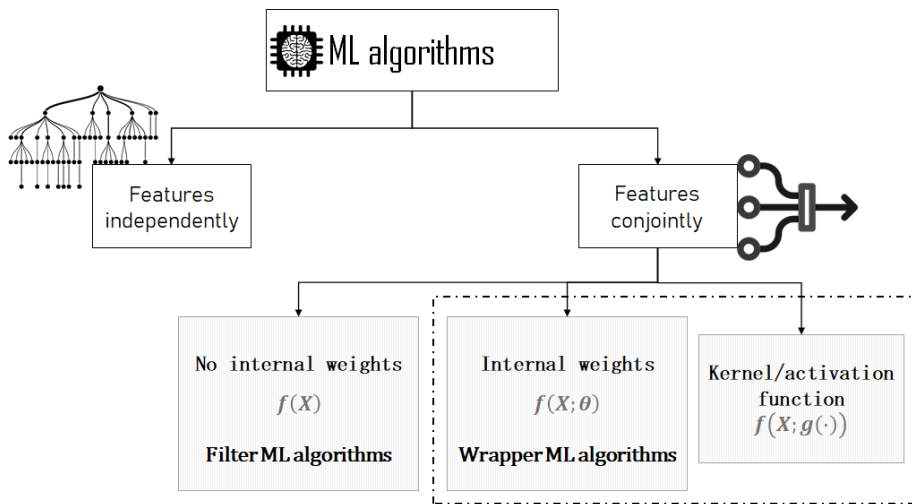 ML algorithms
Features
independently
Features
conjointly
No internal weights
f(X)
Filter ML algorithms
Internal weights
f(X; θ)
Wrapper ML algorithms
Kernel/activation
function
f(X; g(·))